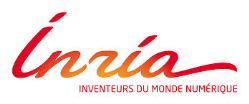 Inria
INVENTEURS DU MONDE NUMÉRIQUE